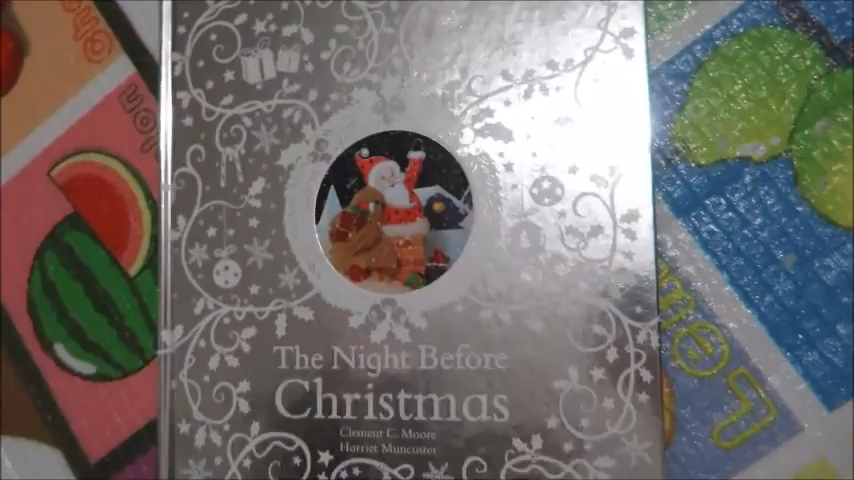 The Night Before
Christmas
Clement C. Moore
Harriet Muncaster